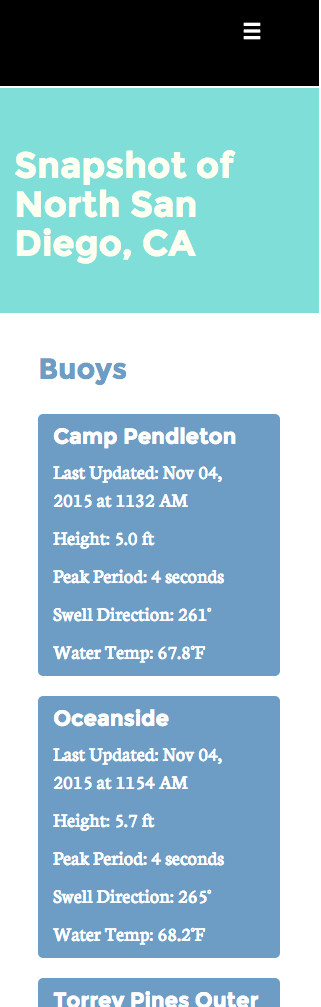 Snapshot of
North San
Diego, CA
Buoys
Camp Pendleton
Last Updated: Nov 04,
2015 at 1132 AM
Height: 5.0 ft
Peak Period: 4 seconds
Swell Direction: 261°
Water Temp: 67.8°F
Oceanside
Last Updated: Nov 04,
2015 at 1154 AM
Height: 5.7 ft
Peak Period: 4 seconds
Swell Direction: 265°
Water Temp: 68.2°F
Torrey Pines Outer